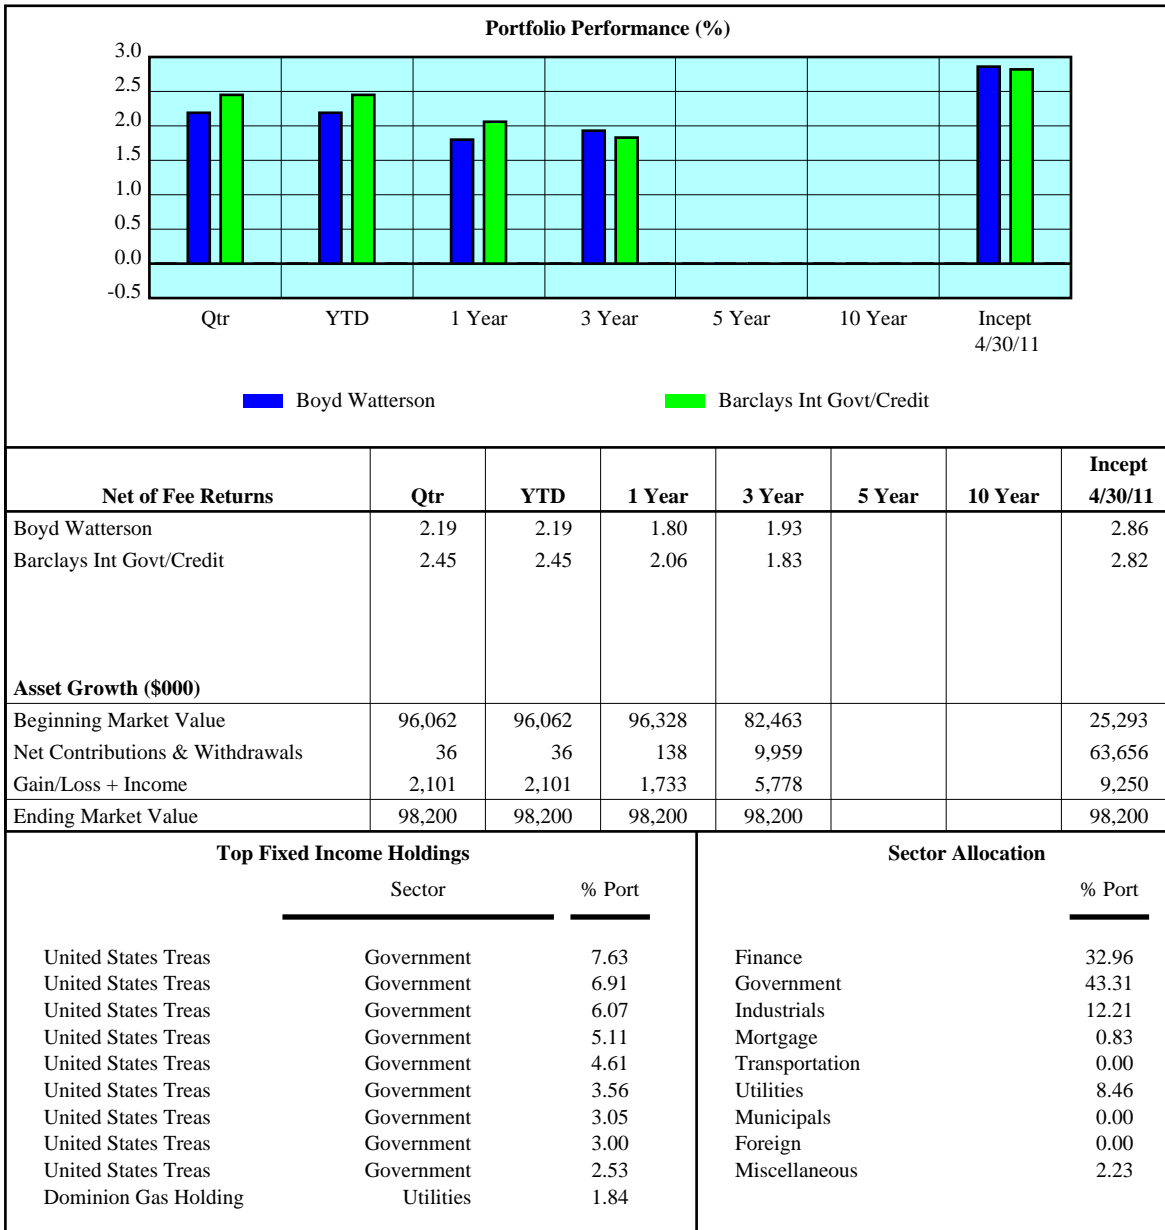 Portfolio Performance (%)
3.0
2.5
2.0
1.5
1.0
0.5
0.0
-0.5
Qtr YTD 1 Year 3 Year 5 Year 10 Year Incept
4/30/11
Boyd Watterson Barclays Int Govt/Credit
Incept
Net of Fee Returns Qtr YTD 1 Year 3 Year 5 Year 10 Year 4/30/11
Boyd Watterson 2.19 2.19 1.80 1.93 2.86
Barclays Int Govt/Credit 2.45 2.45 2.06 1.83 2.82
Asset Growth ($000)
Beginning Market Value 96,062 96,062 96,328 82,463 25,293
Net Contributions & Withdrawals 36 36 138 9,959 63,656
Gain/Loss + Income 2,101 2,101 1,733 5,778 9,250
Ending Market Value 98,200 98,200 98,200 98,200 98,200
Top Fixed Income Holdings
Sector % Port
United States Treas Government 7.63
United States Treas Government 6.91
United States Treas Government 6.07
United States Treas Government 5.11
United States Treas Government 4.61
United States Treas Government 3.56
United States Treas Government 3.05
United States Treas Government 3.00
United States Treas Government 2.53
Dominion Gas Holding Utilities 1.84
Sector Allocation
% Port
Finance 32.96
Government 43.31
Industrials 12.21
Mortgage 0.83
Transportation 0.00
Utilities 8.46
Municipals 0.00
Foreign 0.00
Miscellaneous 2.23